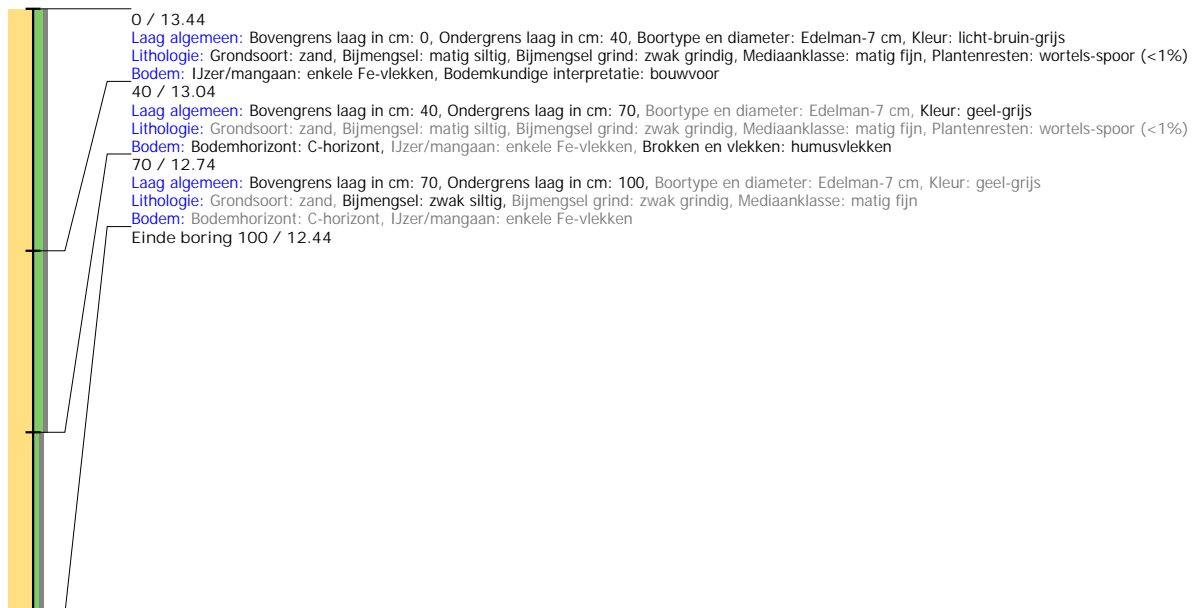 0 / 13.44
Laag algemeen: Bovengrens laag in cm: 0, Ondergrens laag in cm: 40, Boortype en diameter: Edelman-7 cm, Kleur: licht-bruin-grijs
Lithologie: Grondsoort: zand, Bijmengsel: matig siltig, Bijmengsel grind: zwak grindig, Mediaanklasse: matig fijn, Plantenresten: wortels-spoor (<1%)
Bodem: IJzer/mangaan: enkele Fe-vlekken, Bodemkundige interpretatie: bouwvoor
40 / 13.04
Laag algemeen: Bovengrens laag in cm: 40, Ondergrens laag in cm: 70, Boortype en diameter: Edelman-7 cm, Kleur: geel-grijs
Lithologie: Grondsoort: zand, Bijmengsel: matig siltig, Bijmengsel grind: zwak grindig, Mediaanklasse: matig fijn, Plantenresten: wortels-spoor (<1%)
Bodem: Bodemhorizont: C-horizont, IJzer/mangaan: enkele Fe-vlekken, Brokken en vlekken: humusvlekken
70 / 12.74
Laag algemeen: Bovengrens laag in cm: 70, Ondergrens laag in cm: 100, Boortype en diameter: Edelman-7 cm, Kleur: geel-grijs
Lithologie: Grondsoort: zand, Bijmengsel: zwak siltig, Bijmengsel grind: zwak grindig, Mediaanklasse: matig fijn
Bodem: Bodemhorizont: C-horizont, IJzer/mangaan: enkele Fe-vlekken
Einde boring 100 / 12.44